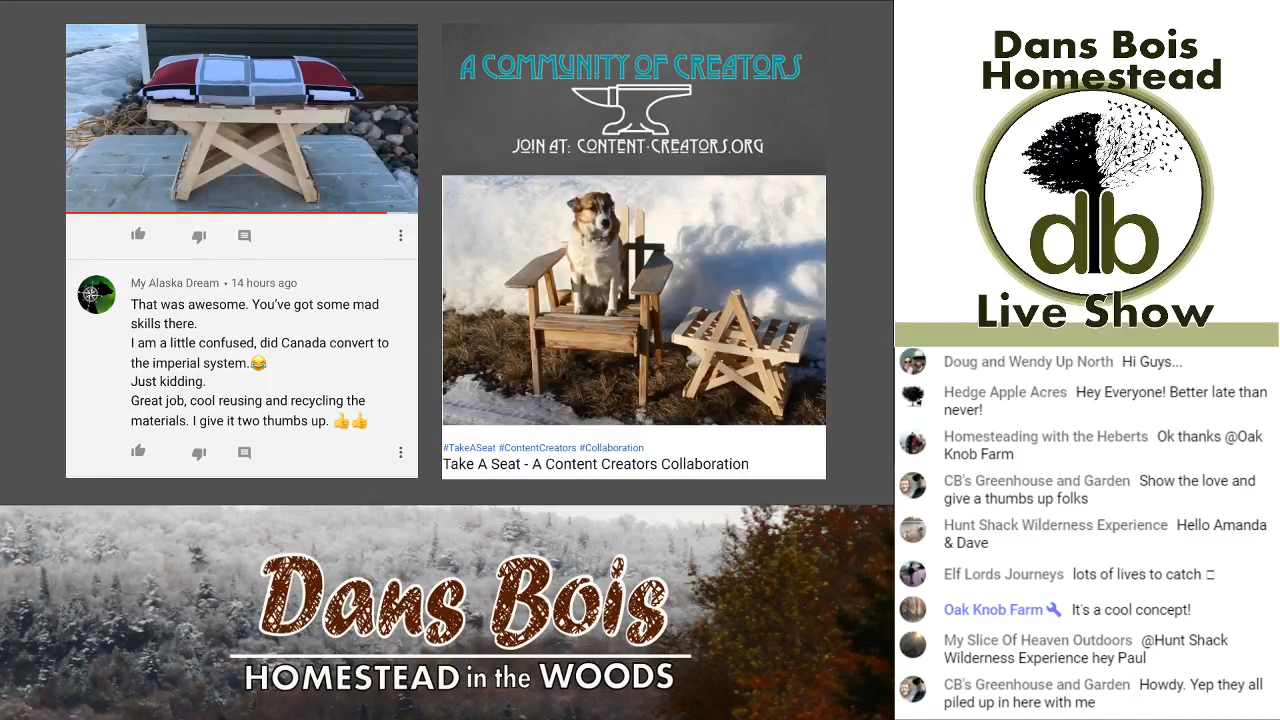 My Alaska Dream • 14 hours ago
That was awesome. You've got some mad
skills there.
I am a little confused, did Canada convert to
the imperial system.😂
Just kidding.
Great job, cool reusing and recycling the
materials. I give it two thumbs up. 👍👍
A COMMUNITY OF CREATORS
JOIN AT: CONTENT-CREATORS.ORG
#TakeASeat #ContentCreators #Collaboration
Take A Seat - A Content Creators Collaboration
Dans Bois
HOMESTEAD in the WOODS
Dans Bois
Homestead
db
Live Show
Doug and Wendy Up North Hi Guys...
Hedge Apple Acres Hey Everyone! Better late than
never!
Homesteading with the Heberts Ok thanks @Oak
Knob Farm
CB's Greenhouse and Garden Show the love and
give a thumbs up folks
Hunt Shack Wilderness Experience Hello Amanda
& Dave
Elf Lords Journeys lots of lives to catch □
Oak Knob Farm It's a cool concept!
My Slice Of Heaven Outdoors @Hunt Shack
Wilderness Experience hey Paul
CB's Greenhouse and Garden Howdy. Yep they all
piled up in here with me